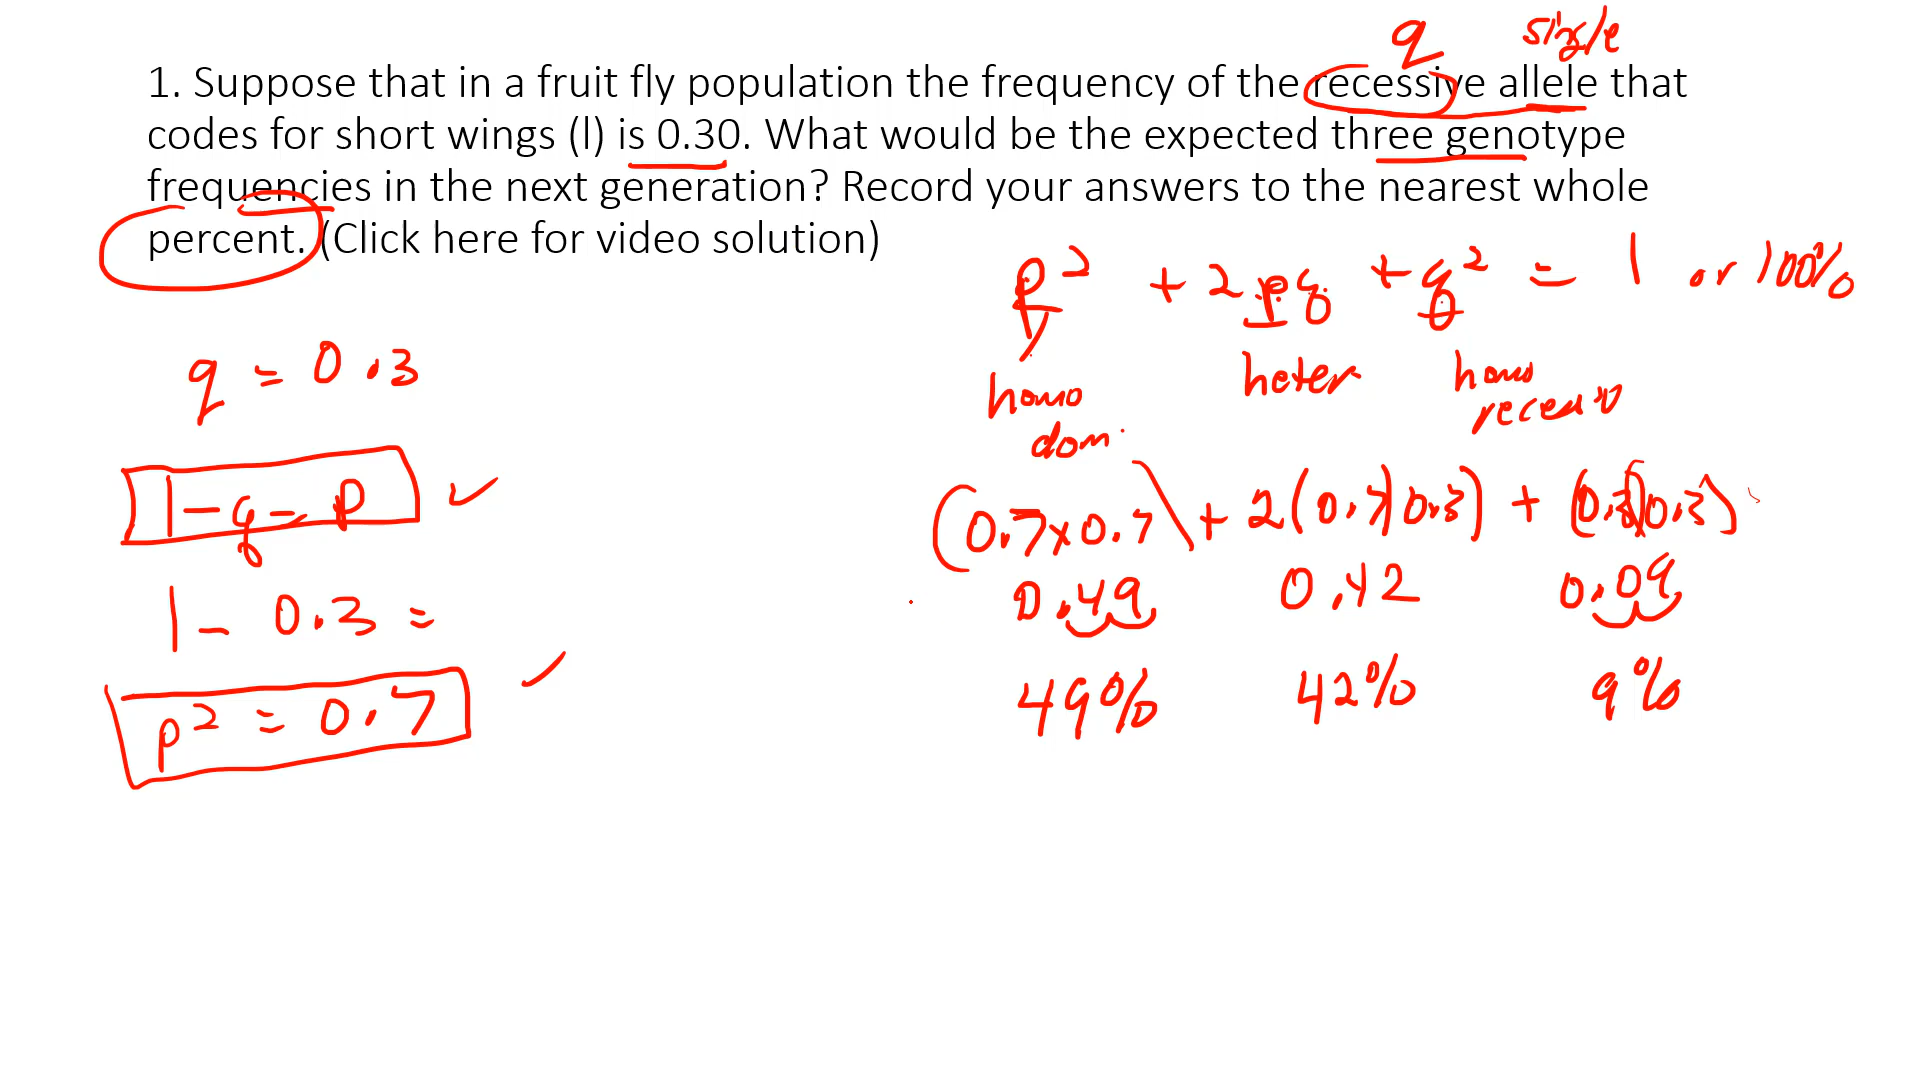 q single
1. Suppose that in a fruit fly population the frequency of the recessive allele that
codes for short wings (l) is 0.30. What would be the expected three genotype
frequencies in the next generation? Record your answers to the nearest whole
percent. (Click here for video solution)
p² + 2pq + q² = 1 or 100%
homo dom heter homo
q = 0.3
1 - q = p
1 - 0.3 =
p² = 0.7
(0.7x0.7) + 2(0.7)(0.3) + (0.3)(0.3)
0.49 0.42 0.09
49% 42% 9%